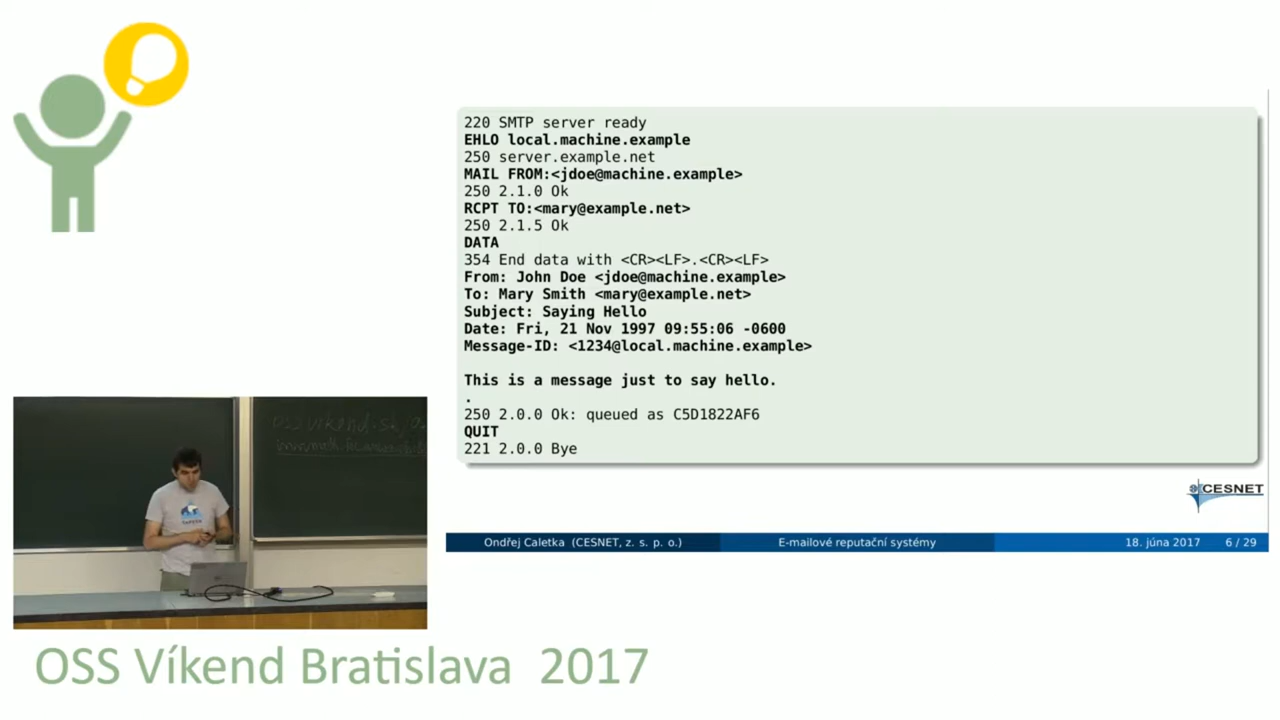 220 SMTP server ready
EHLO local.machine.example
250 server.example.net
MAIL FROM:<jdoe@machine.example>
250 2.1.0 Ok
RCPT TO:<mary@example.net>
250 2.1.5 Ok
DATA
354 End data with <CR><LF>.<CR><LF>
From: John Doe <jdoe@machine.example>
To: Mary Smith <mary@example.net>
Subject: Saying Hello
Date: Fri, 21 Nov 1997 09:55:06 -0600
Message-ID: <1234@local.machine.example>

This is a message just to say hello.
.
250 2.0.0 Ok: queued as C5D1822AF6
QUIT
221 2.0.0 Bye
CESNET
Ondřej Caletka (CESNET, z. s. p. o.) E-mailové reputační systémy 18. júna 2017 6 / 29
OSS víkend.sk
OSS Víkend Bratislava 2017